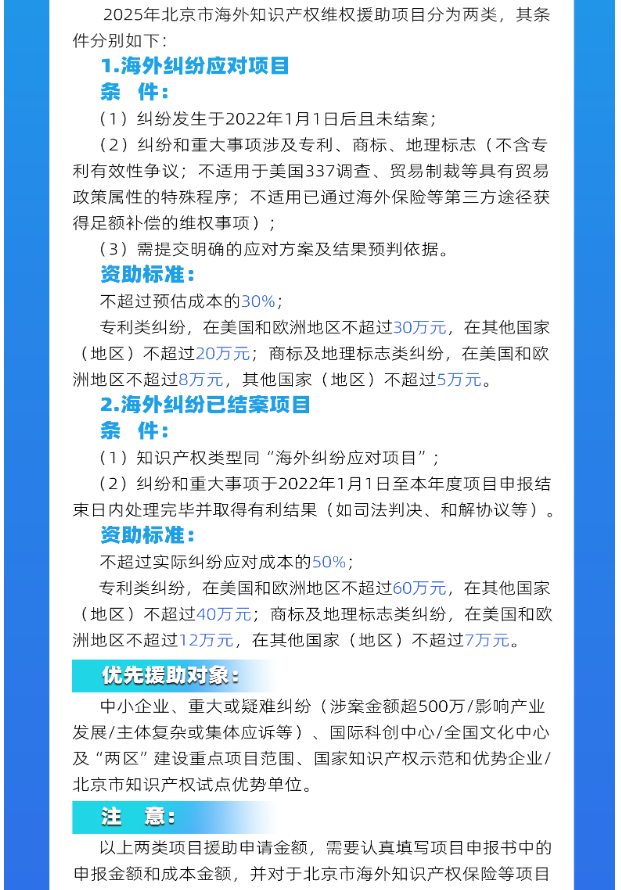 2025年北京市海外知识产权维权援助项目分为两类，其条
件分别如下：
1.海外纠纷应对项目
条 件：
（1）纠纷发生于2022年1月1日后且未结案；
（2）纠纷和重大事项涉及专利、商标、地理标志（不含专
利有效性争议；不适用于美国337调查、贸易制裁等具有贸易
政策属性的特殊程序；不适用已通过海外保险等第三方途径获
得足额补偿的维权事项）；
（3）需提交明确的应对方案及结果预判依据。
资助标准：
不超过预估成本的30%；
专利类纠纷，在美国和欧洲地区不超过30万元，在其他国家
（地区）不超过20万元；商标及地理标志类纠纷，在美国和欧
洲地区不超过8万元，其他国家（地区）不超过5万元。
2.海外纠纷已结案项目
条 件：
（1）知识产权类型同“海外纠纷应对项目”；
（2）纠纷和重大事项于2022年1月1日至本年度项目申报结
束日内处理完毕并取得有利结果（如司法判决、和解协议等）。
资助标准：
不超过实际纠纷应对成本的50%；
专利类纠纷，在美国和欧洲地区不超过60万元，在其他国家
（地区）不超过40万元；商标及地理标志类纠纷，在美国和欧
洲地区不超过12万元，在其他国家（地区）不超过7万元。
优先援助对象：
中小企业、重大或疑难纠纷（涉案金额超500万/影响产业
发展/主体复杂或集体应诉等）、国际科创中心/全国文化中心
及“两区”建设重点项目范围、国家知识产权示范和优势企业/
北京市知识产权试点优势单位。
注 意：
以上两类项目援助申请金额，需要认真填写项目申报书中的
申报金额和成本金额，并对于北京市海外知识产权保险等项目